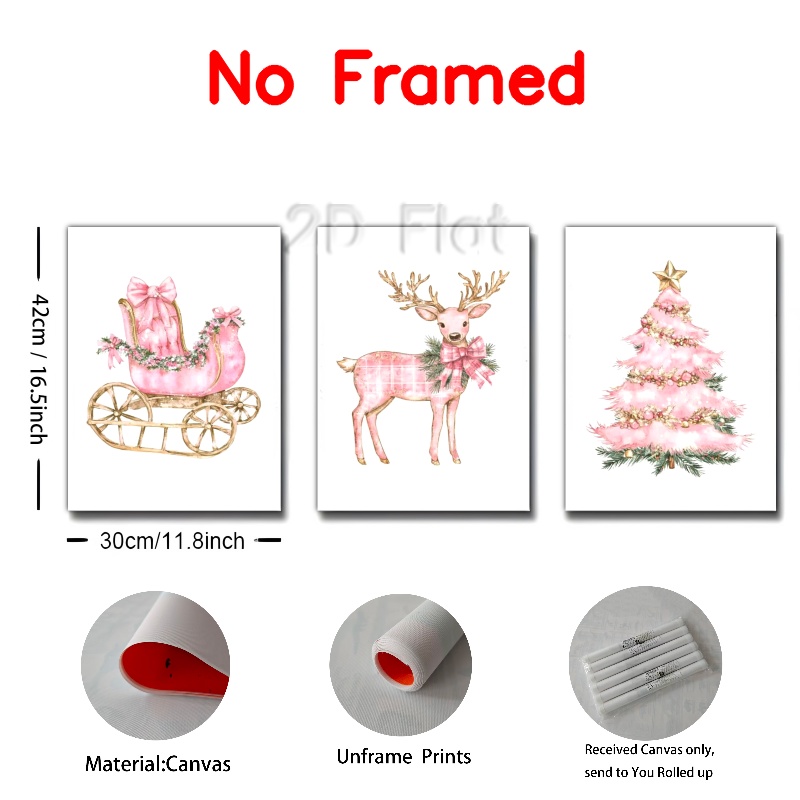 No Framed
2D Flat
42cm / 16.5inch
30cm/11.8inch
Material:Canvas
Unframe Prints
Received Canvas only,
send to You Rolled up